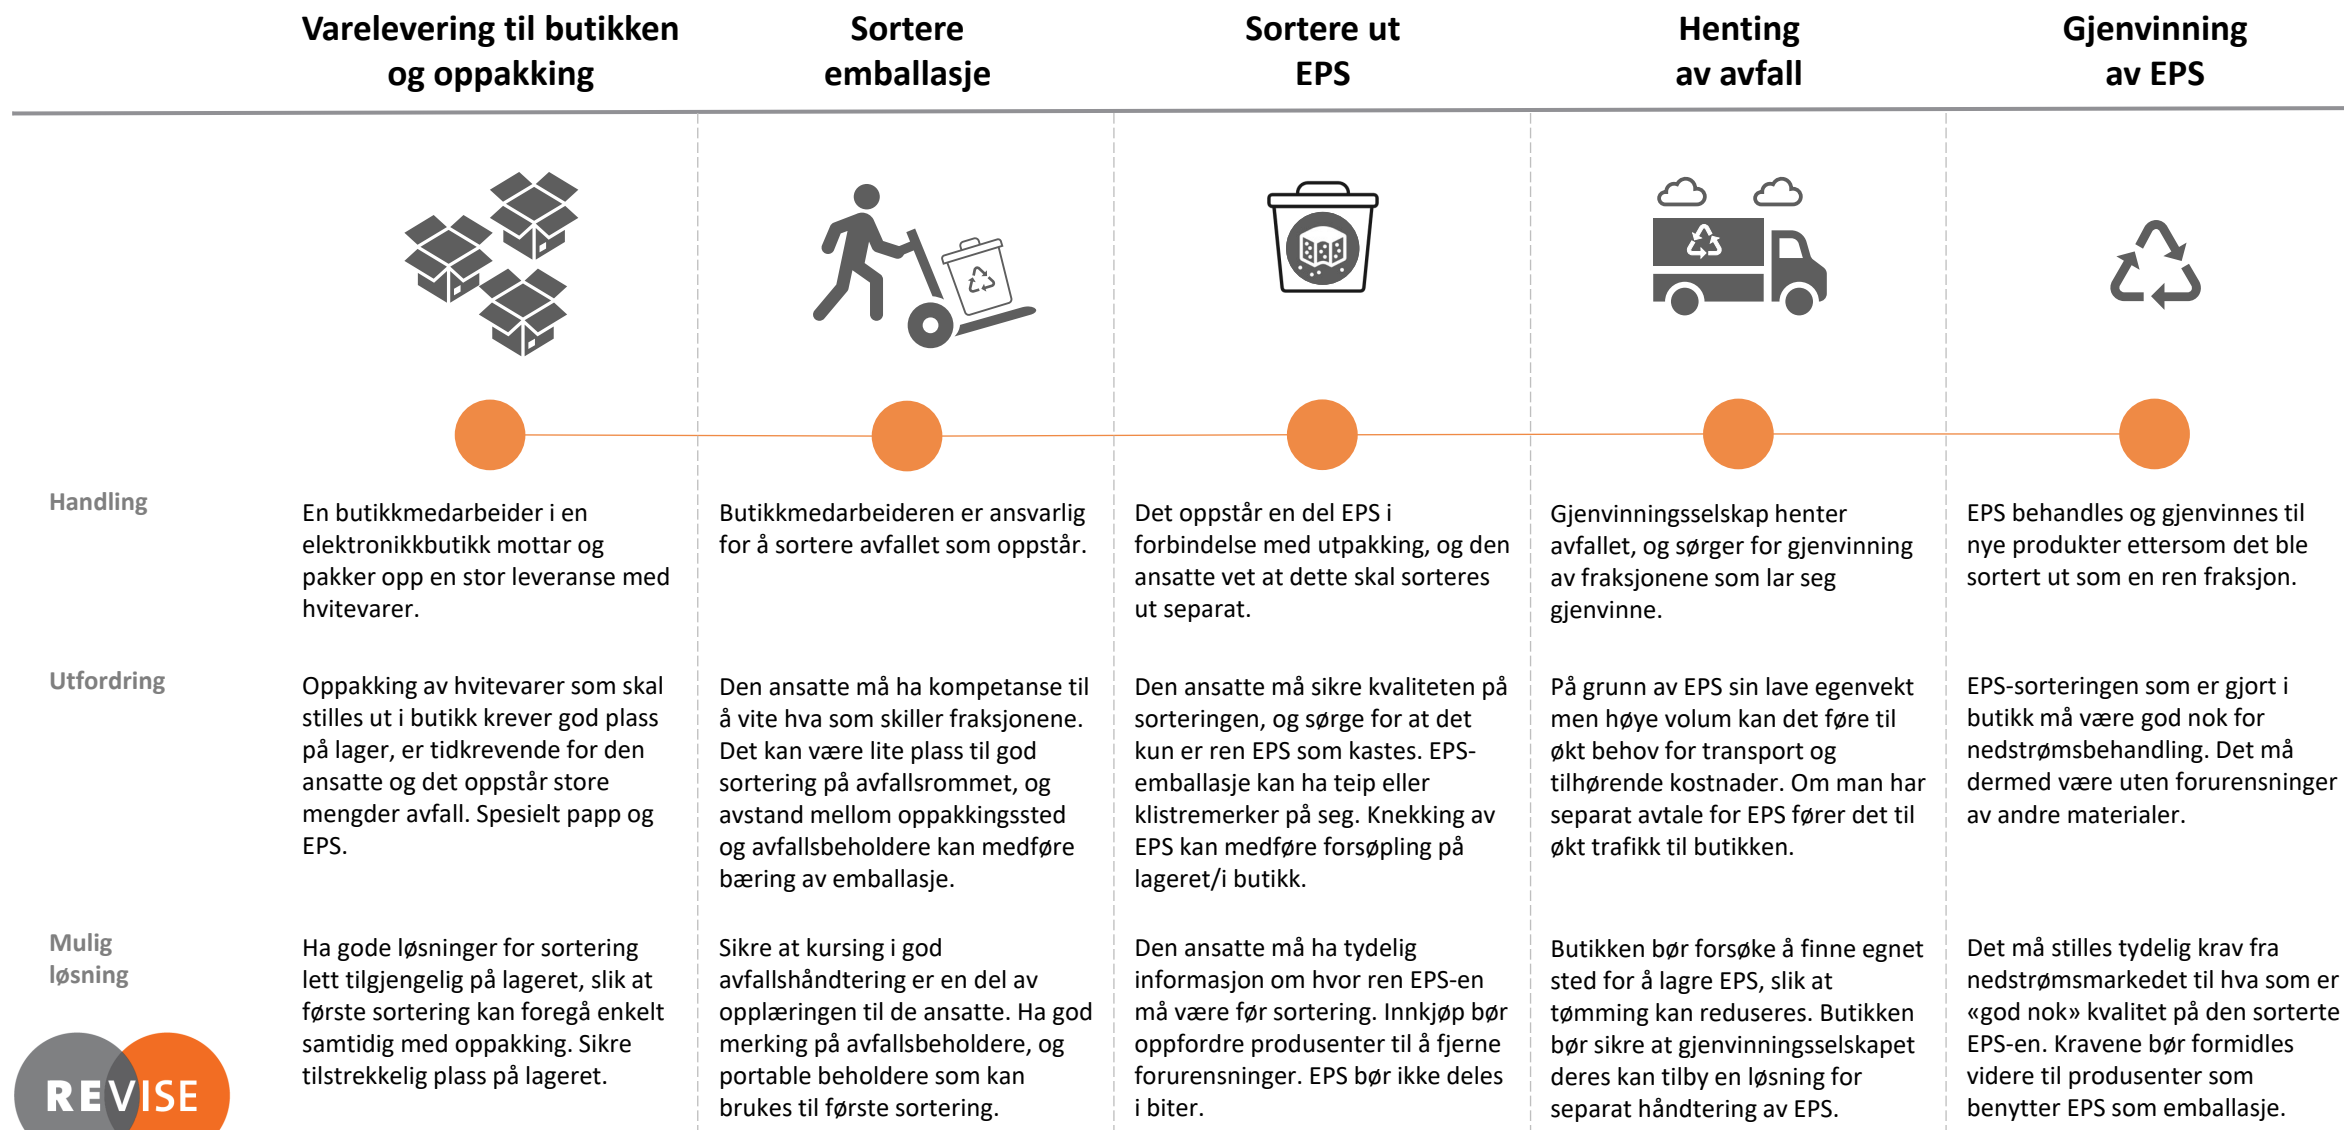 Varelevering til butikken
og oppakking
Sortere
emballasje
Sortere ut
EPS
Henting
av avfall
Gjenvinning
av EPS
Handling
En butikkmedarbeider i en
elektronikkbutikk mottar og
pakker opp en stor leveranse med
hvitevarer.
Butikkmedarbeideren er ansvarlig
for å sortere avfallet som oppstår.
Det oppstår en del EPS i
forbindelse med utpakking, og den
ansatte vet at dette skal sorteres
ut separat.
Gjenvinningsselskap henter
avfallet, og sørger for gjenvinning
av fraksjonene som lar seg
gjenvinne.
EPS behandles og gjenvinnes til
nye produkter ettersom det ble
sortert ut som en ren fraksjon.
Utfordring
Oppakking av hvitevarer som skal
stilles ut i butikk krever god plass
på lager, er tidkrevende for den
ansatte og det oppstår store
mengder avfall. Spesielt papp og
EPS.
Den ansatte må ha kompetanse til
å vite hva som skiller fraksjonene.
Det kan være lite plass til god
sortering på avfallsrommet, og
avstand mellom oppakkingssted
og avfallsbeholdere kan medføre
bæring av emballasje.
Den ansatte må sikre kvaliteten på
sorteringen, og sørge for at det
kun er ren EPS som kastes. EPS-
emballasje kan ha teip eller
klistremerker på seg. Knekking av
EPS kan medføre forsøpling på
lageret/i butikk.
På grunn av EPS sin lave egenvekt
men høye volum kan det føre til
økt behov for transport og
tilhørende kostnader. Om man har
separat avtale for EPS fører det til
økt trafikk til butikken.
EPS-sorteringen som er gjort i
butikk må være god nok for
nedstrømsbehandling. Det må
dermed være uten forurensninger
av andre materialer.
Mulig
løsning
Ha gode løsninger for sortering
lett tilgjengelig på lageret, slik at
første sortering kan foregå enkelt
samtidig med oppakking. Sikre
tilstrekkelig plass på lageret.
Sikre at kursing i god
avfallshåndtering er en del av
opplæringen til de ansatte. Ha god
merking på avfallsbeholdere, og
portable beholdere som kan
brukes til første sortering.
Den ansatte må ha tydelig
informasjon om hvor ren EPS-en
må være før sortering. Innkjøp bør
oppfordre produsenter til å fjerne
forurensninger. EPS bør ikke deles
i biter.
Butikken bør forsøke å finne egnet
sted for å lagre EPS, slik at
tømming kan reduseres. Butikken
bør sikre at gjenvinningsselskapet
deres kan tilby en løsning for
separat håndtering av EPS.
Det må stilles tydelig krav fra
nedstrømsmarkedet til hva som er
«god nok» kvalitet på den sorterte
EPS-en. Kravene bør formidles
videre til produsenter som
benytter EPS som emballasje.
REVISE